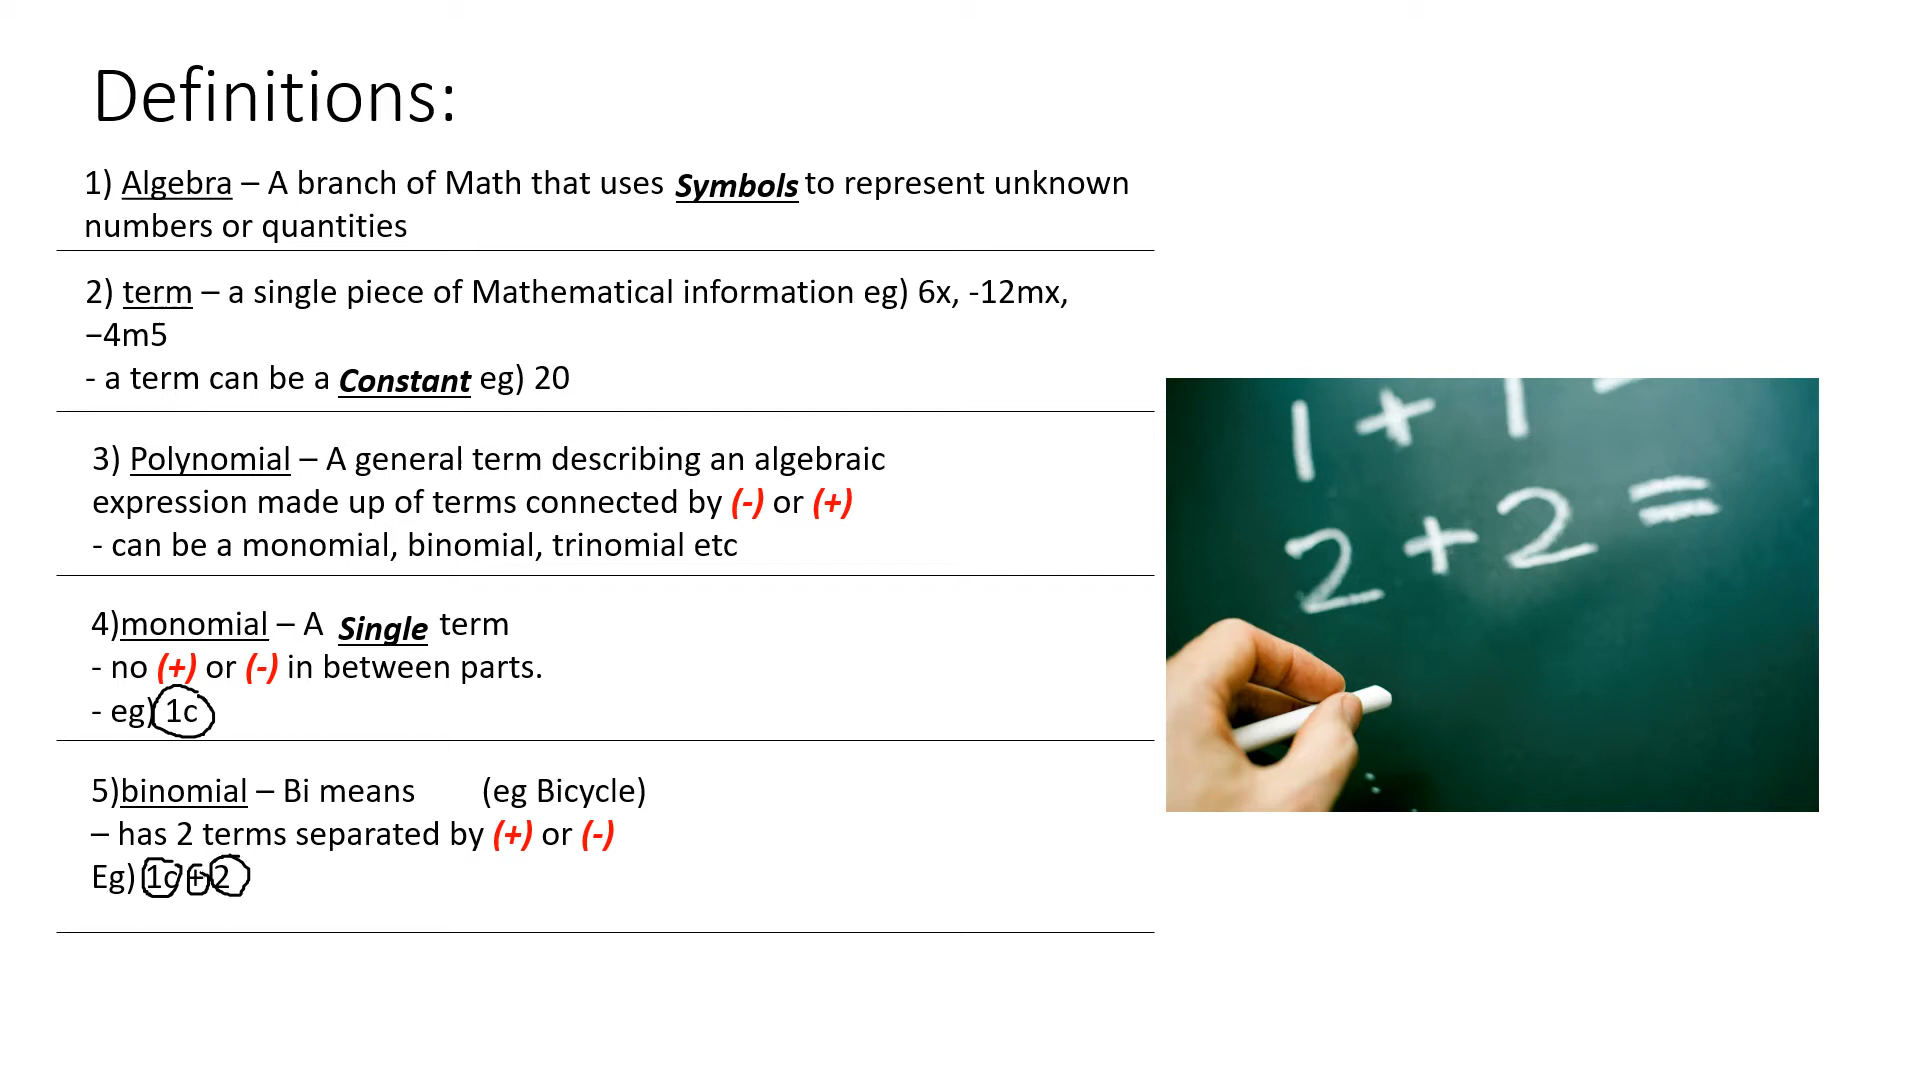 Definitions:
1) Algebra – A branch of Math that uses Symbols to represent unknown
numbers or quantities
2) term – a single piece of Mathematical information eg) 6x, -12mx,
−4m5
- a term can be a Constant eg) 20
3) Polynomial – A general term describing an algebraic
expression made up of terms connected by (-) or (+)
- can be a monomial, binomial, trinomial etc
4)monomial – A Single term
- no (+) or (-) in between parts.
- eg) 1c
5)binomial – Bi means (eg Bicycle)
– has 2 terms separated by (+) or (-)
Eg) 1c + 2
1 + 1 =
2 + 2 =